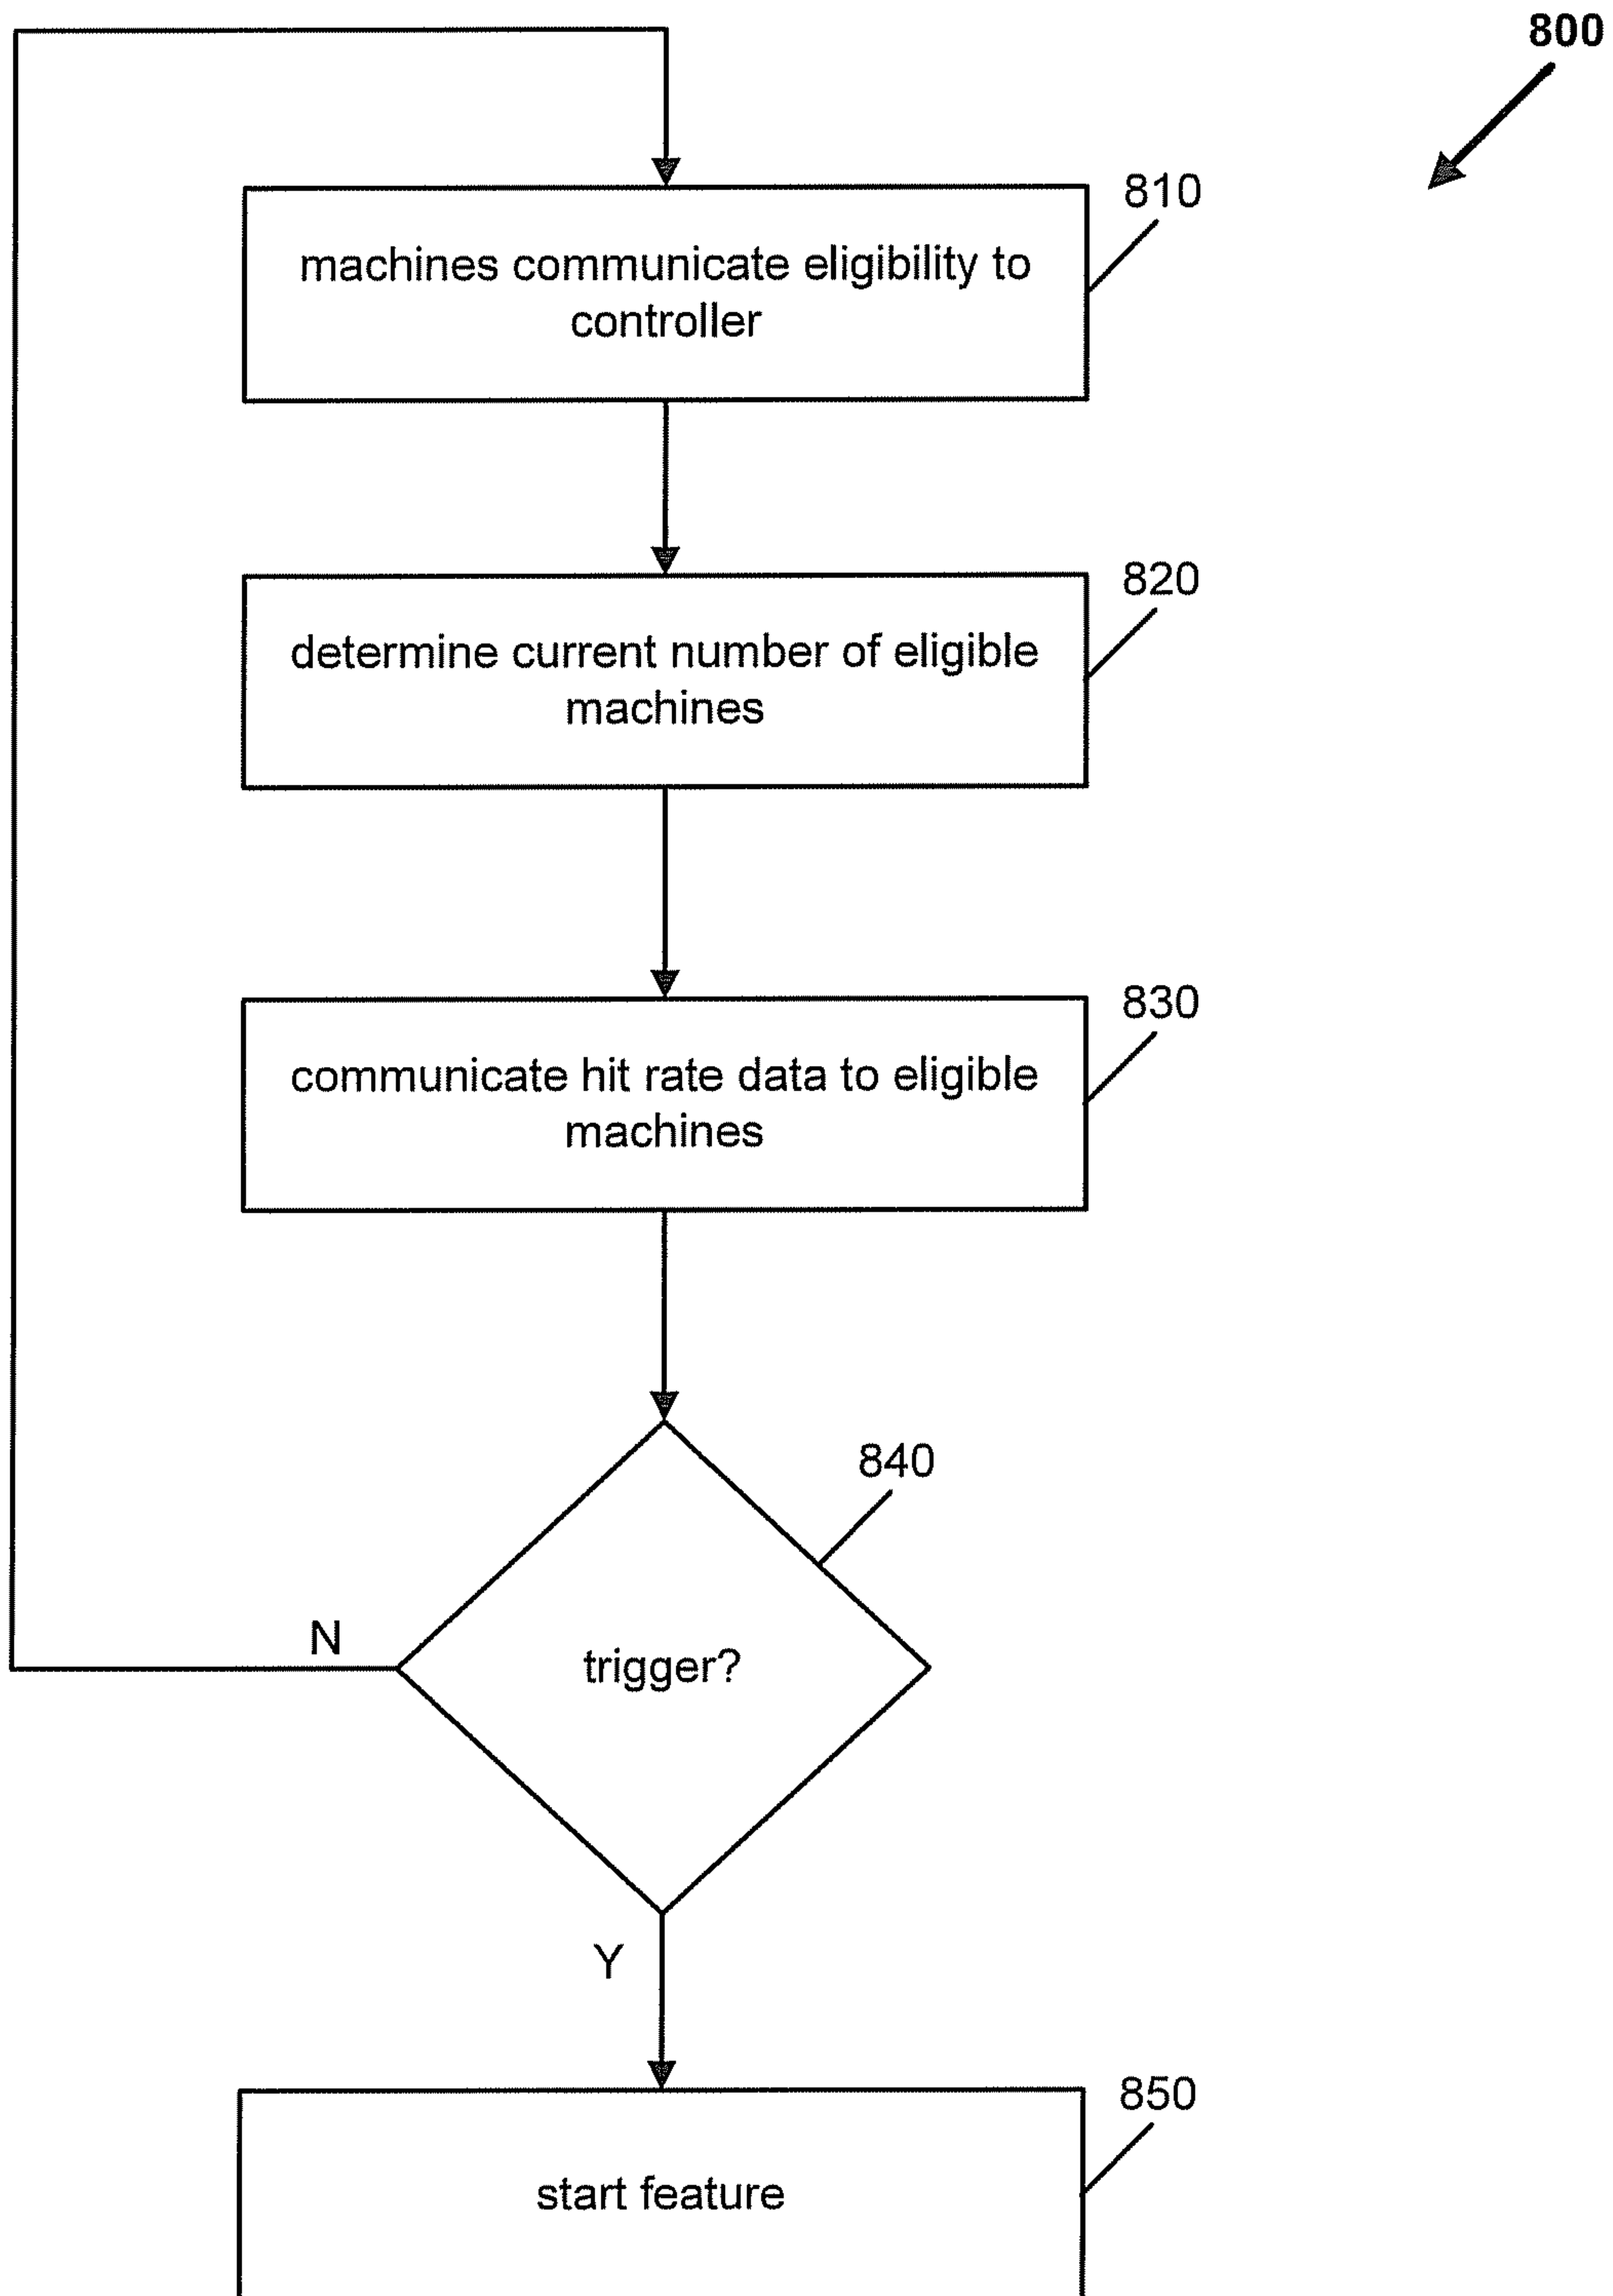 800
810
machines communicate eligibility to
controller
820
determine current number of eligible
machines
830
communicate hit rate data to eligible
machines
840
trigger?
N
Y
850
start feature